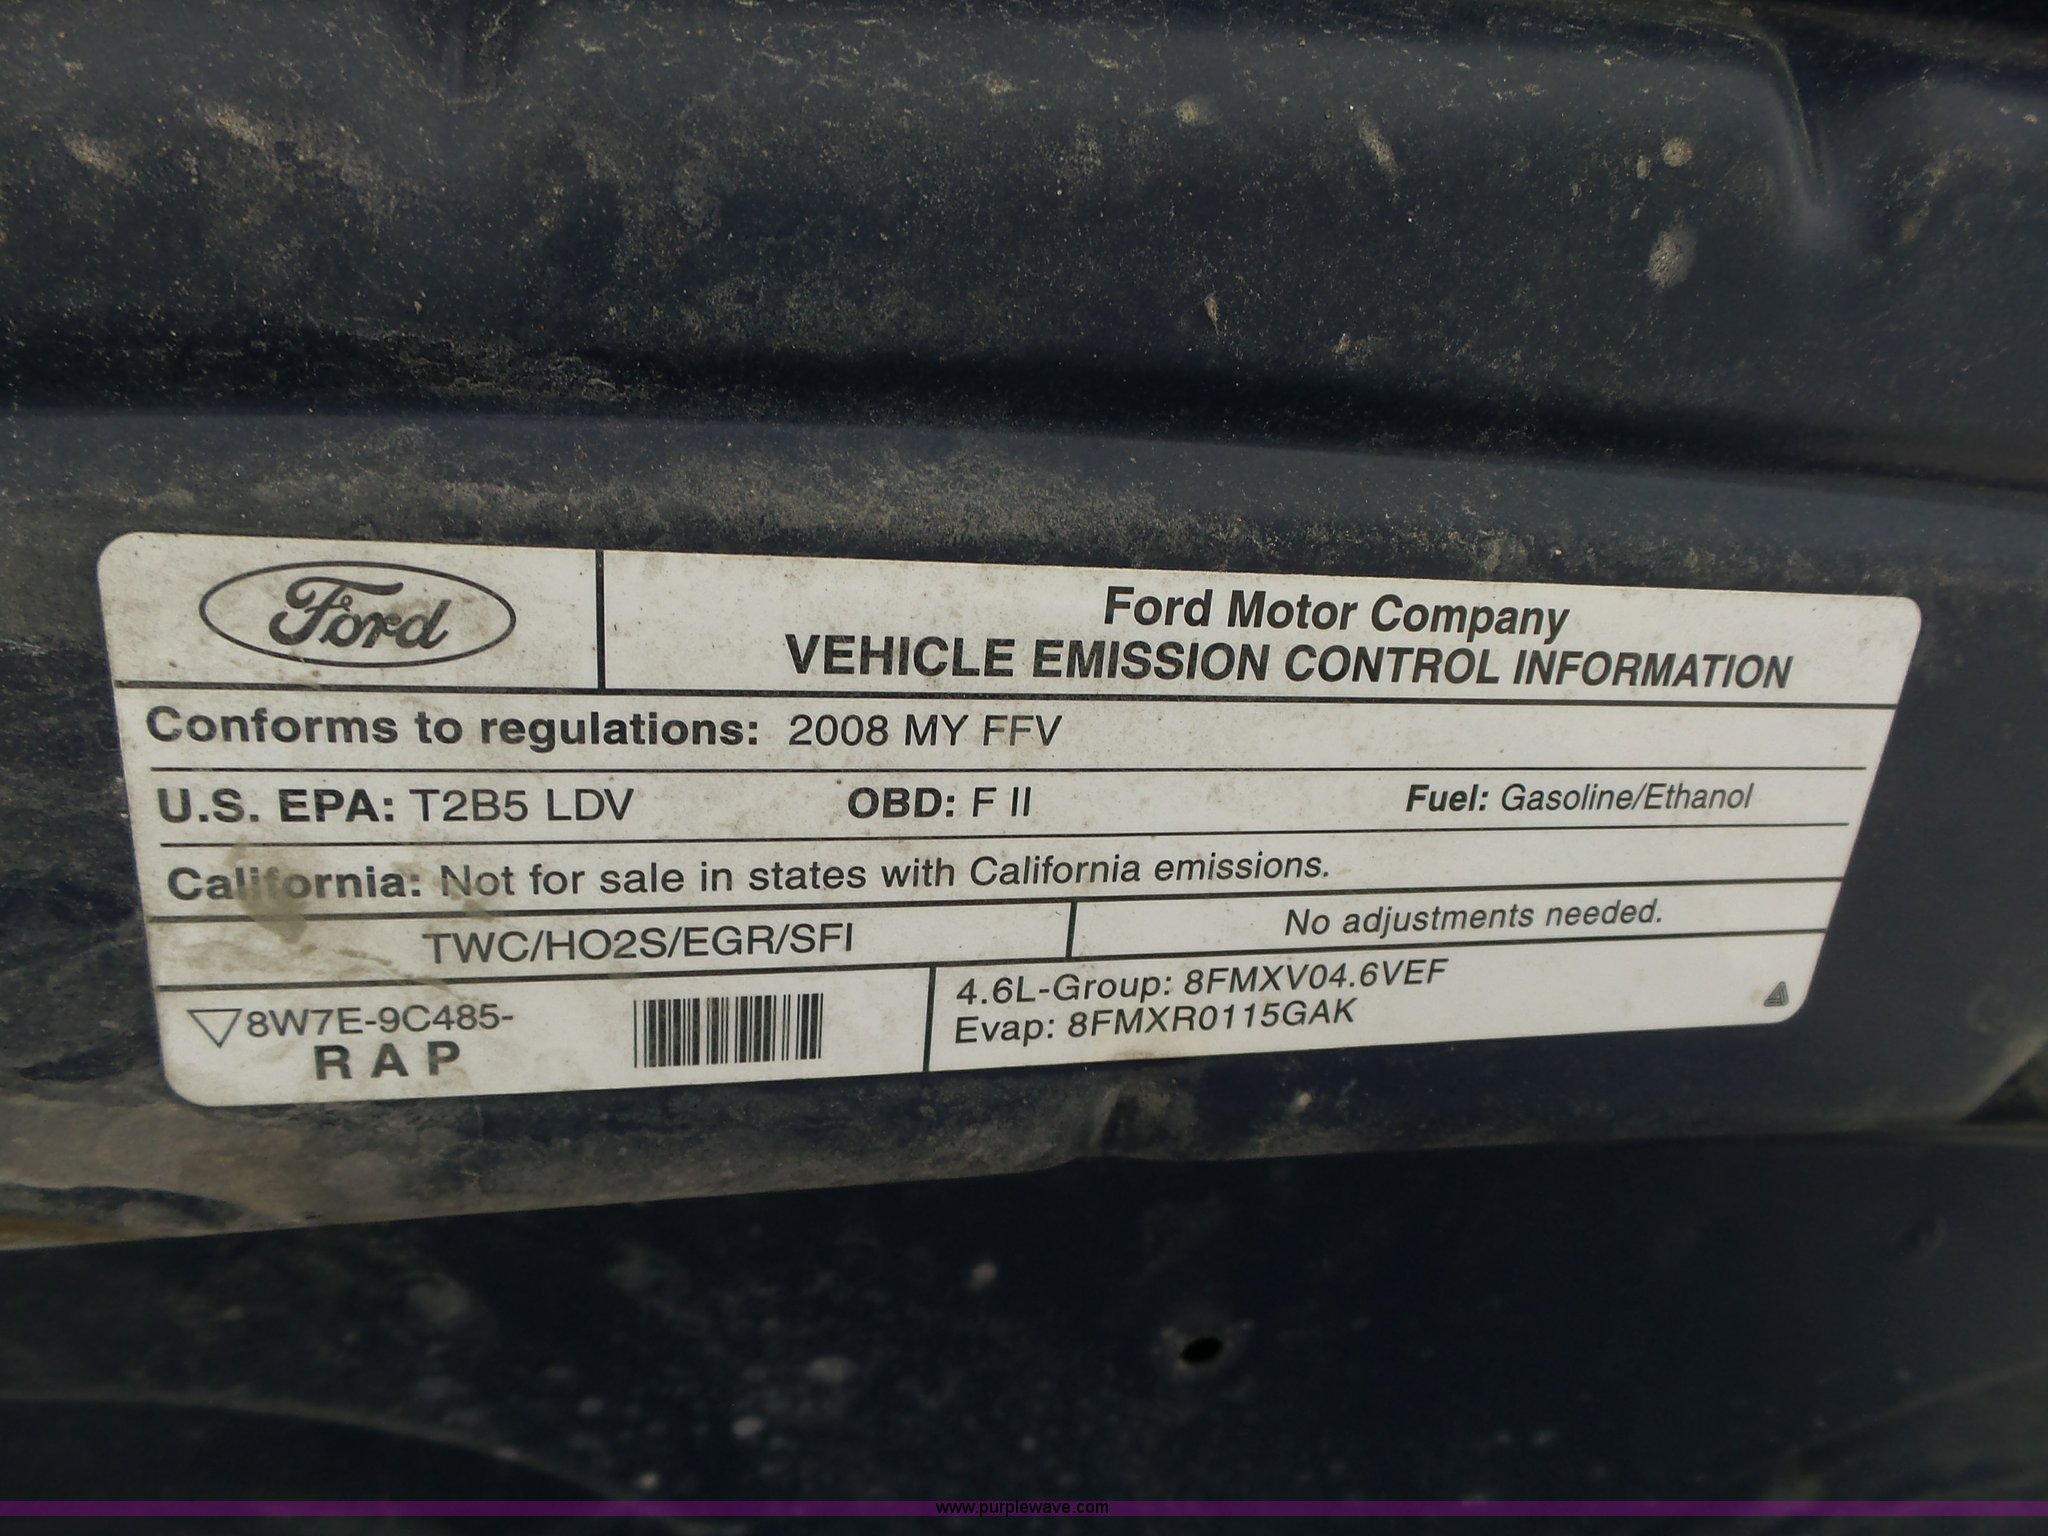 Ford
Ford Motor Company
VEHICLE EMISSION CONTROL INFORMATION
Conforms to regulations: 2008 MY FFV
U.S. EPA: T2B5 LDV OBD: F II Fuel: Gasoline/Ethanol
California: Not for sale in states with California emissions.
TWC/HO2S/EGR/SFI
No adjustments needed.
8W7E-9C485-
RAP
4.6L-Group: 8FMXV04.6VEF
Evap: 8FMXR0115GAK
www.purplewave.com